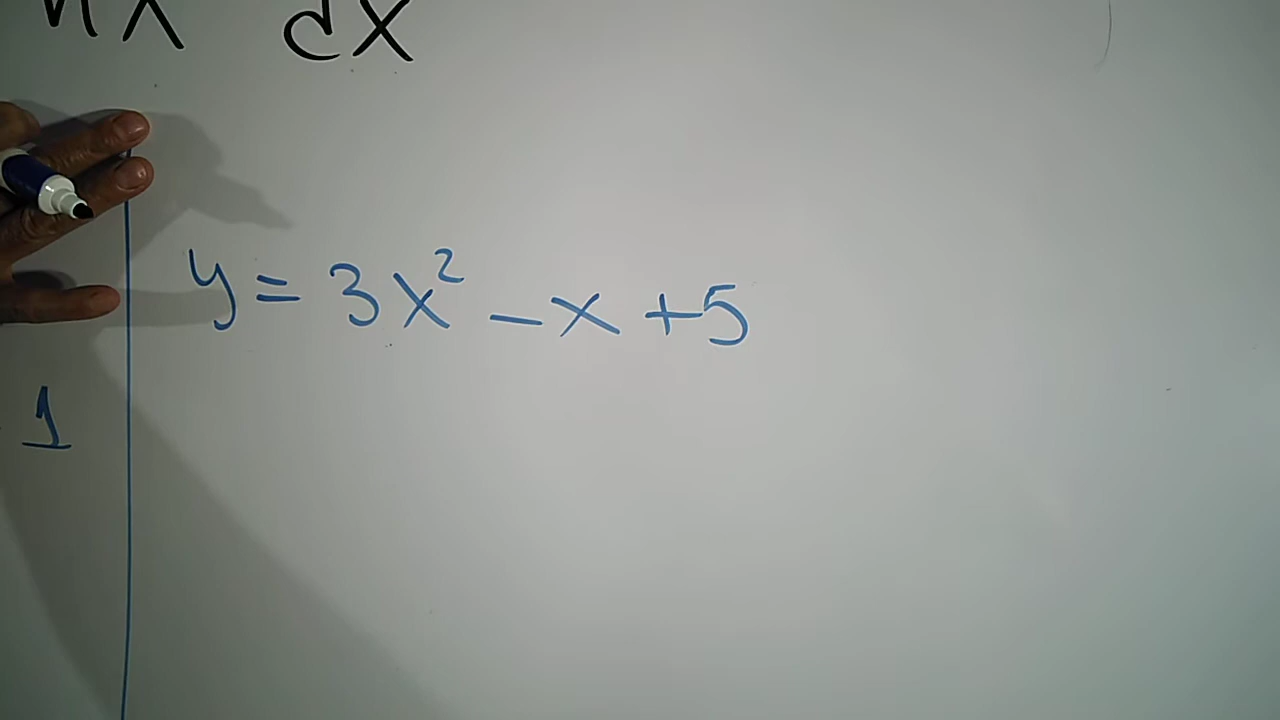 dx
y = 3x² - x + 5
1